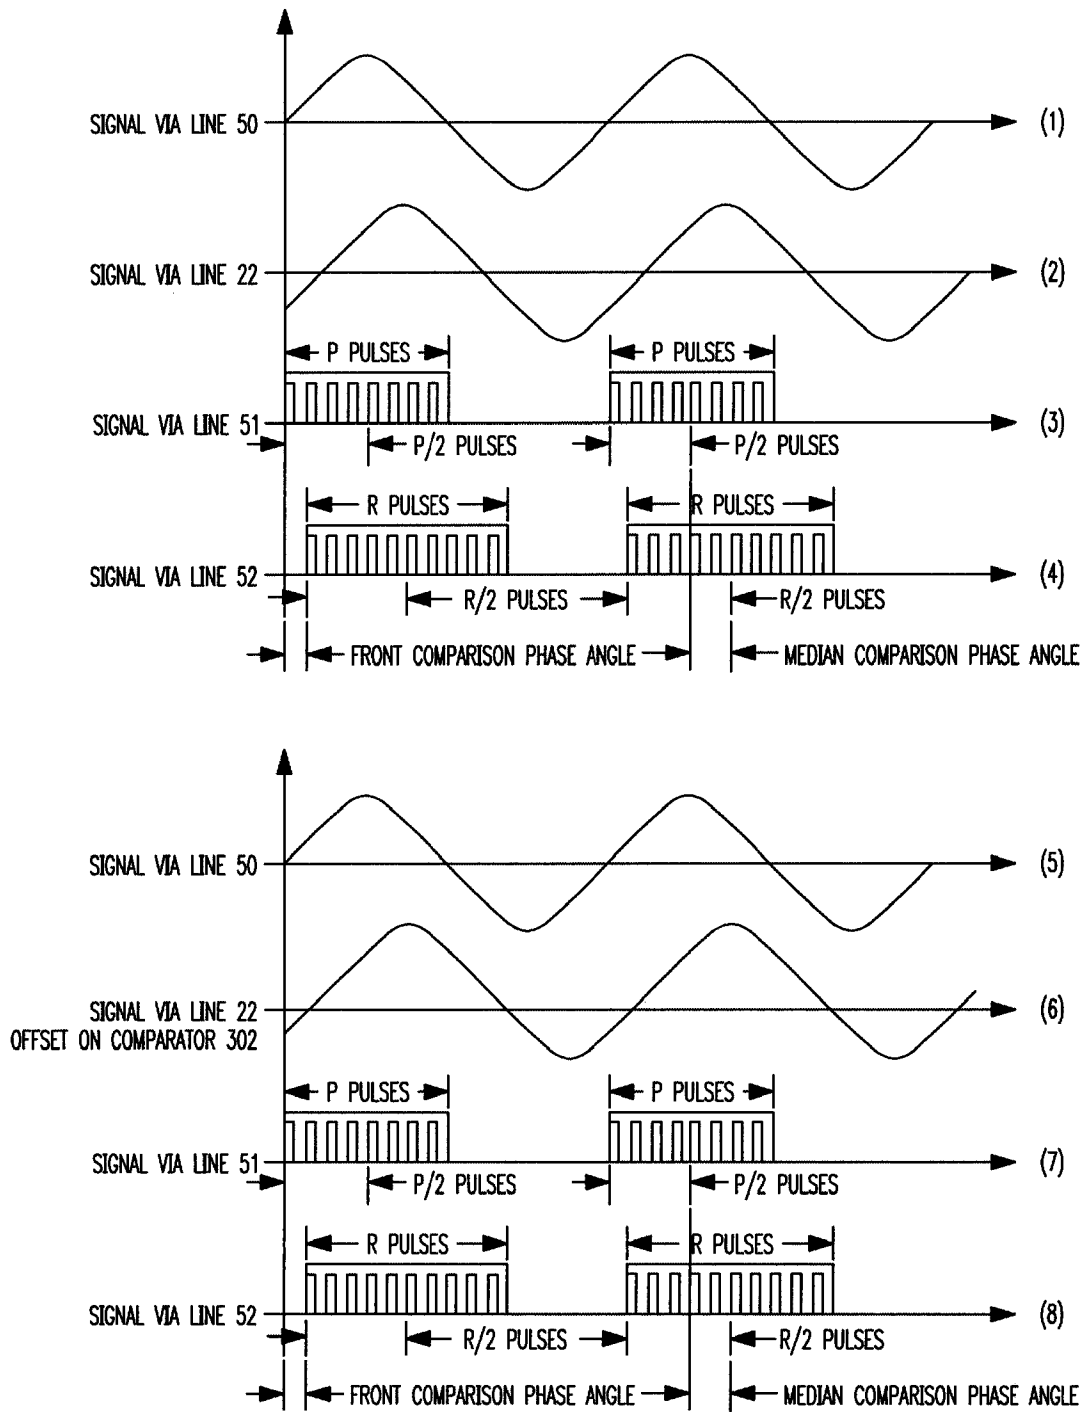 SIGNAL VIA LINE 50 (1)
SIGNAL VIA LINE 22 (2)
P PULSES P PULSES
SIGNAL VIA LINE 51 (3)
P/2 PULSES P/2 PULSES
R PULSES R PULSES
SIGNAL VIA LINE 52 (4)
R/2 PULSES R/2 PULSES
FRONT COMPARISON PHASE ANGLE MEDIAN COMPARISON PHASE ANGLE
SIGNAL VIA LINE 50 (5)
SIGNAL VIA LINE 22 (6)
OFFSET ON COMPARATOR 302
P PULSES P PULSES
SIGNAL VIA LINE 51 (7)
P/2 PULSES P/2 PULSES
R PULSES R PULSES
SIGNAL VIA LINE 52 (8)
R/2 PULSES R/2 PULSES
FRONT COMPARISON PHASE ANGLE MEDIAN COMPARISON PHASE ANGLE